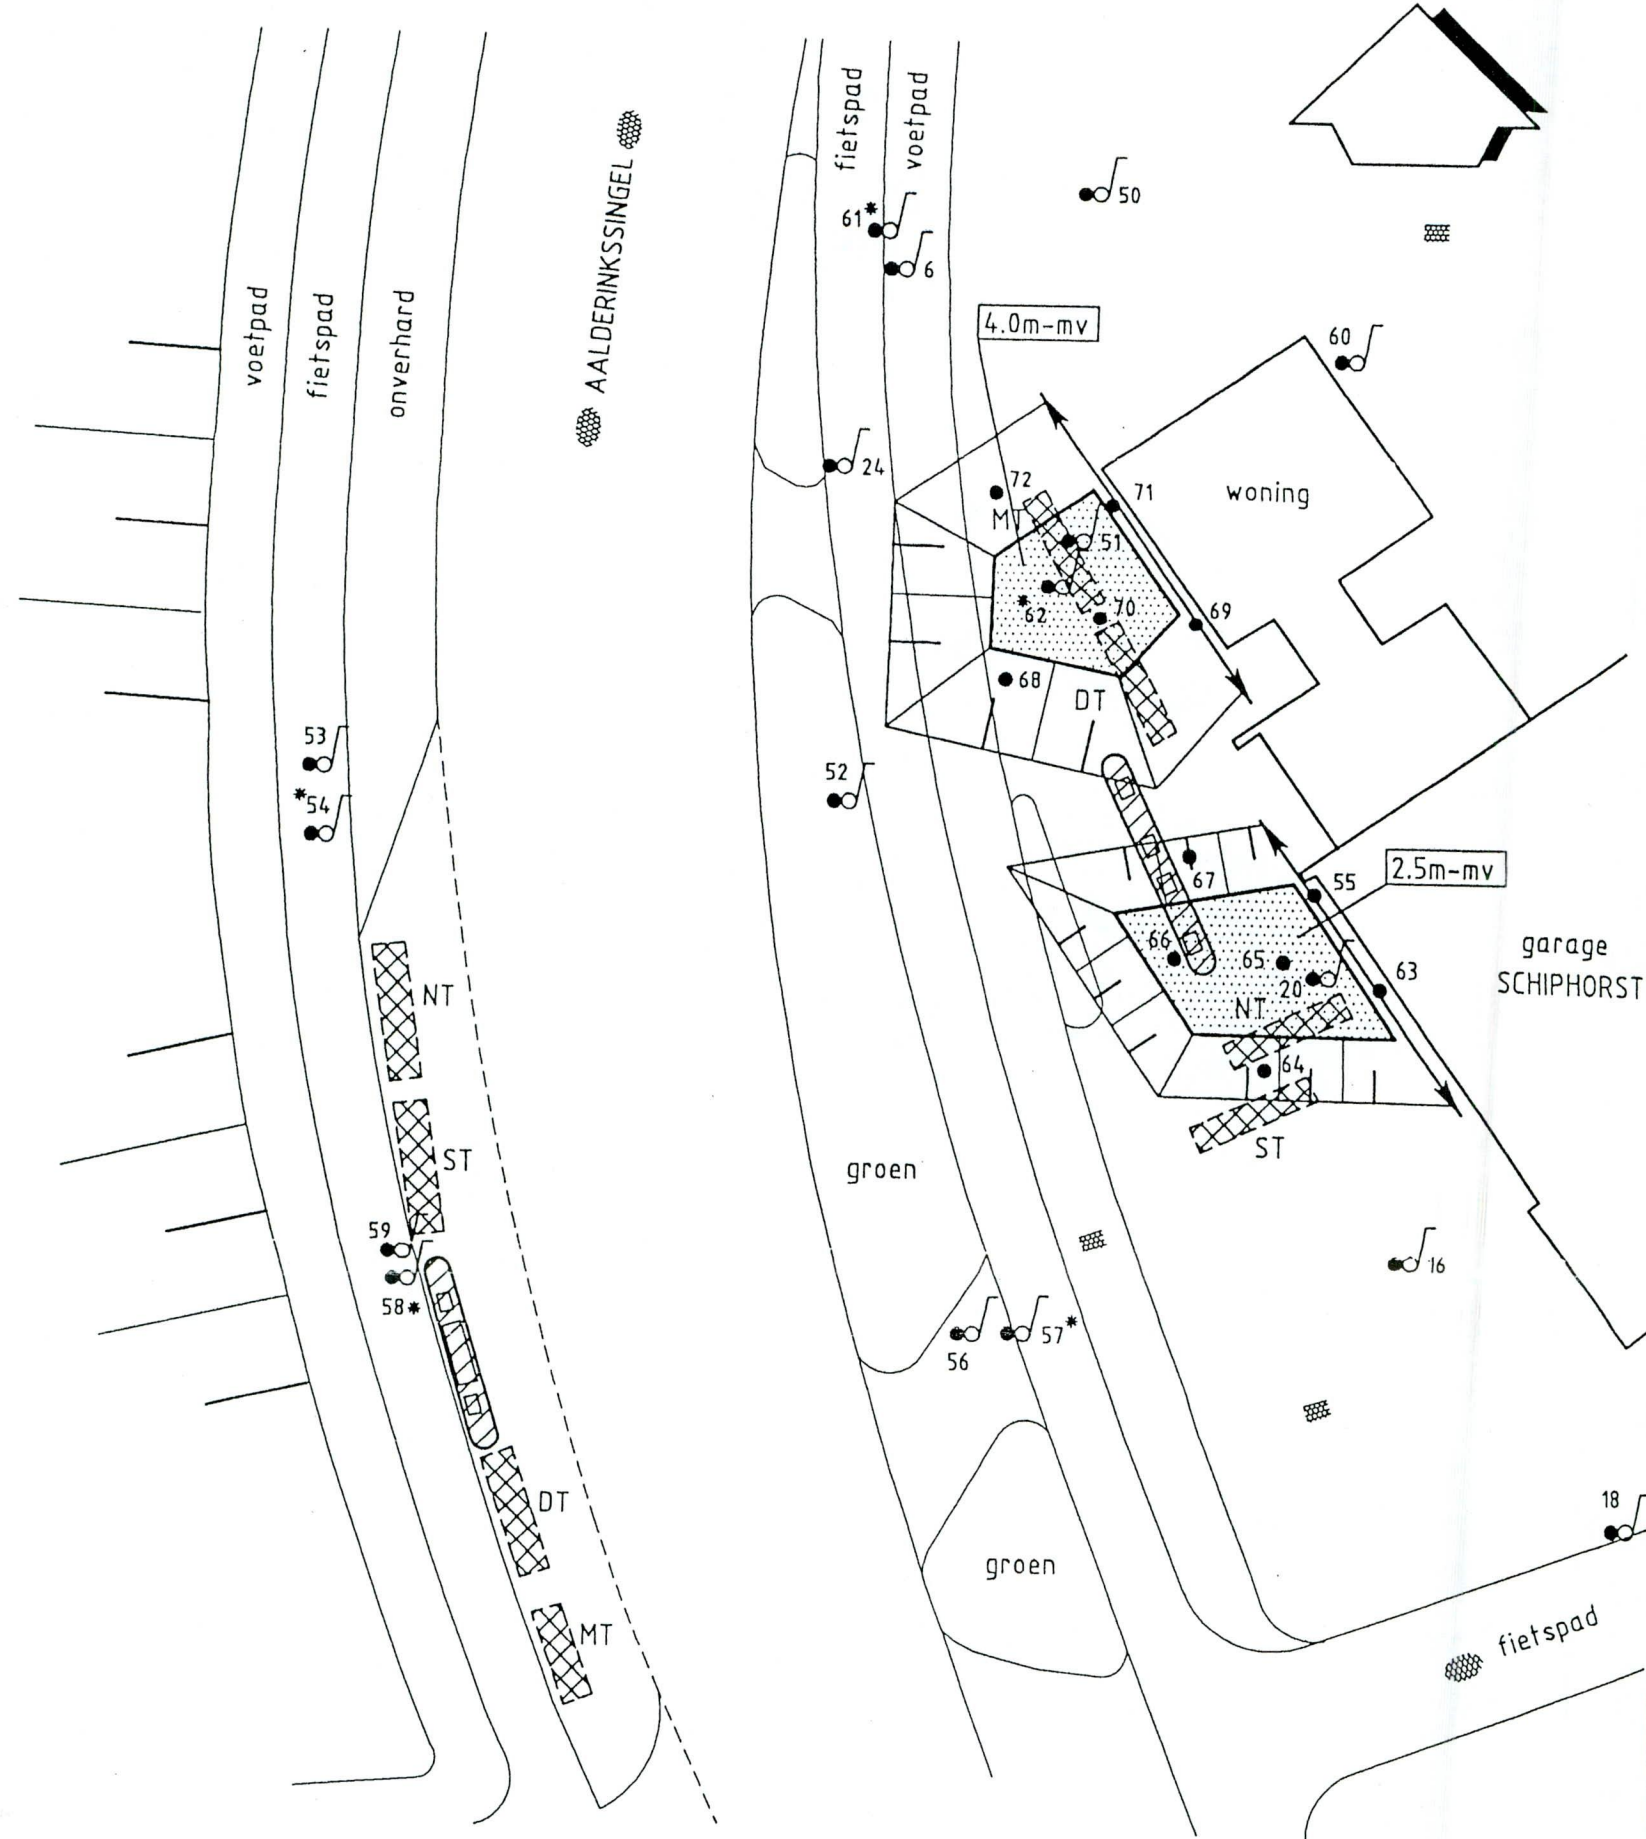 fietspad
voetpad
AALDERINKSSINGEL
50
61*
6
voetpad
fietspad
onverhard
4.0m-mv
60
24
72
71
woning
MT
51
*62
70
69
68
DT
53
*54
52
67
55
2.5m-mv
66
65
20
63
garage
SCHIPHORST
NT
NT
64
ST
ST
groen
59
58*
16
56
57*
DT
18
groen
MT
fietspad